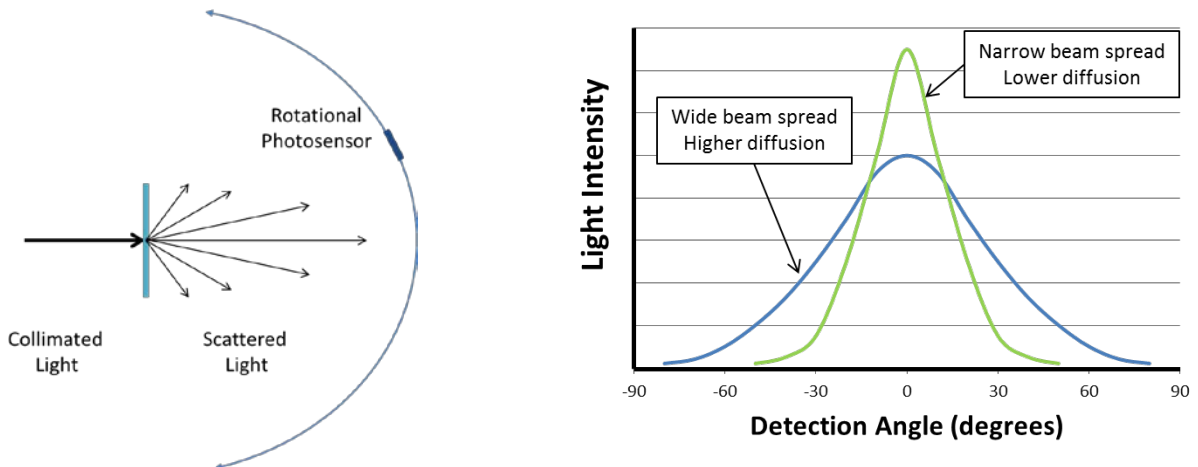 Rotational
Photosensor
Collimated
Light
Scattered
Light
Light Intensity
Wide beam spread
Higher diffusion
Narrow beam spread
Lower diffusion
-90
-60
-30
0
30
60
90
Detection Angle (degrees)